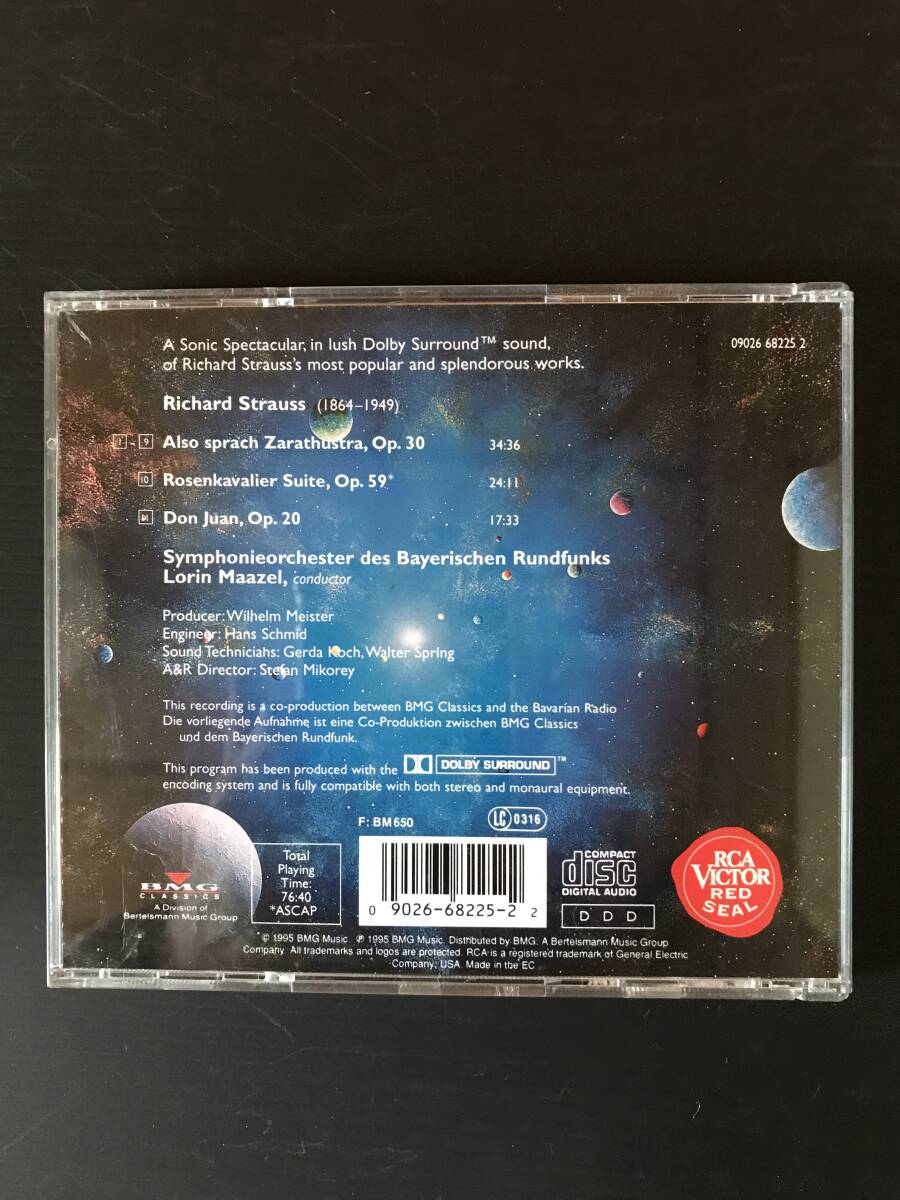 A Sonic Spectacular, in lush Dolby Surround™ sound,
of Richard Strauss's most popular and splendorous works.
09026 68225 2
Richard Strauss (1864–1949)
1 - 9 Also sprach Zarathustra, Op. 30 34:36
10 Rosenkavalier Suite, Op. 59* 24:11
11 Don Juan, Op. 20 17:33
Symphonieorchester des Bayerischen Rundfunks
Lorin Maazel, conductor
Producer: Wilhelm Meister
Engineer: Hans Schmid
Sound Technicians: Gerda Koch, Walter Spring
A&R Director: Stefan Mikorey
This recording is a co-production between BMG Classics and the Bavarian Radio
Die vorliegende Aufnahme ist eine Co-Produktion zwischen BMG Classics
und dem Bayerischen Rundfunk.
This program has been produced with the DOLBY SURROUND™
encoding system and is fully compatible with both stereo and monaural equipment.
F: BM 650
LC 0316
BMG
CLASSICS
A Division of
Bertelsmann Music Group
Total
Playing
Time:
76:40
*ASCAP
0 9026-68225-2 2
COMPACT
disc
DIGITAL AUDIO
D D D
RCA
VICTOR
RED
SEAL
© 1995 BMG Music. ℗ 1995 BMG Music. Distributed by BMG. A Bertelsmann Music Group
Company. All trademarks and logos are protected. RCA is a registered trademark of General Electric
Company, USA. Made in the EC